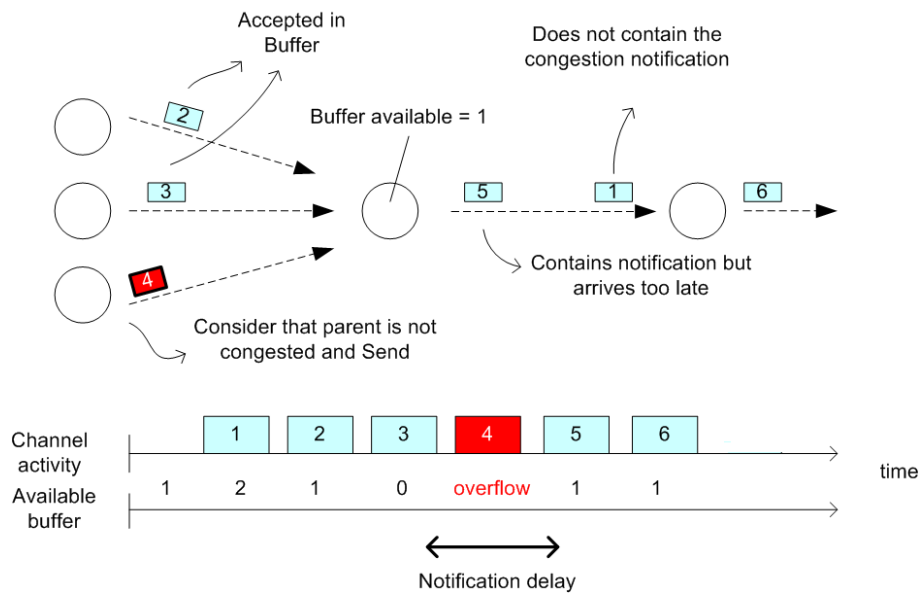 Accepted in
Buffer
Does not contain the
congestion notification
2
Buffer available = 1
3
5
1
6
4
Contains notification but
arrives too late
Consider that parent is not
congested and Send
Channel
activity
1 2 3 4 5 6
time
Available
buffer
1 2 1 0 overflow 1 1
Notification delay